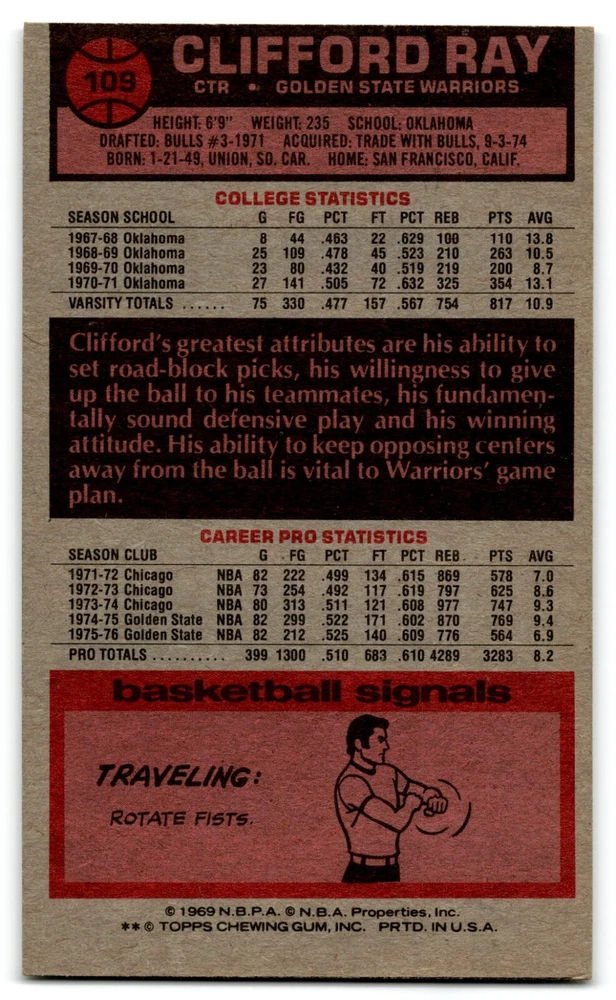 109
CLIFFORD RAY
CTR • GOLDEN STATE WARRIORS
HEIGHT: 6'9" WEIGHT: 235 SCHOOL: OKLAHOMA
DRAFTED: BULLS #3-1971 ACQUIRED: TRADE WITH BULLS, 9-3-74
BORN: 1-21-49, UNION, SO. CAR. HOME: SAN FRANCISCO, CALIF.
COLLEGE STATISTICS
SEASON SCHOOL G FG PCT FT PCT REB PTS AVG
1967-68 Oklahoma 8 44 .463 22 .629 100 110 13.8
1968-69 Oklahoma 25 109 .478 45 .523 210 263 10.5
1969-70 Oklahoma 23 80 .432 40 .519 219 200 8.7
1970-71 Oklahoma 27 141 .505 72 .632 325 354 13.1
VARSITY TOTALS ...... 75 330 .477 157 .567 754 817 10.9
Clifford's greatest attributes are his ability to
set road-block picks, his willingness to give
up the ball to his teammates, his fundamen-
tally sound defensive play and his winning
attitude. His ability to keep opposing centers
away from the ball is vital to Warriors' game
plan.
CAREER PRO STATISTICS
SEASON CLUB G FG PCT FT PCT REB. PTS AVG
1971-72 Chicago NBA 82 222 .499 134 .615 869 578 7.0
1972-73 Chicago NBA 73 254 .492 117 .619 797 625 8.6
1973-74 Chicago NBA 80 313 .511 121 .608 977 747 9.3
1974-75 Golden State NBA 82 299 .522 171 .602 870 769 9.4
1975-76 Golden State NBA 82 212 .525 140 .609 776 564 6.9
PRO TOTALS .......... 399 1300 .510 683 .610 4289 3283 8.2
basketball signals
TRAVELING:
ROTATE FISTS.
© 1969 N.B.P.A. © N.B.A. Properties, Inc.
**© TOPPS CHEWING GUM, INC. PRTD. IN U.S.A.